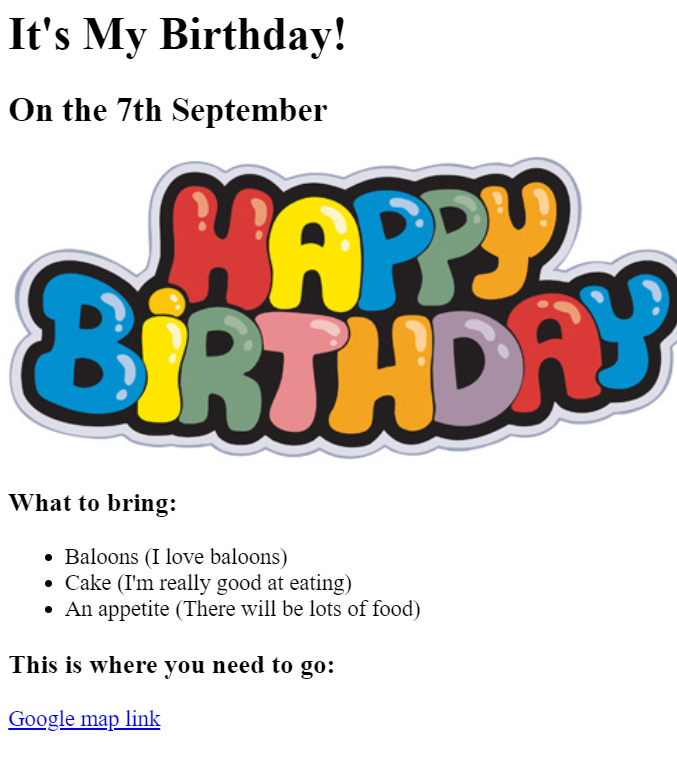 It's My Birthday!
On the 7th September
HAPPY
BiRTHDAY
What to bring:
Baloons (I love baloons)
Cake (I'm really good at eating)
An appetite (There will be lots of food)
This is where you need to go:
Google map link